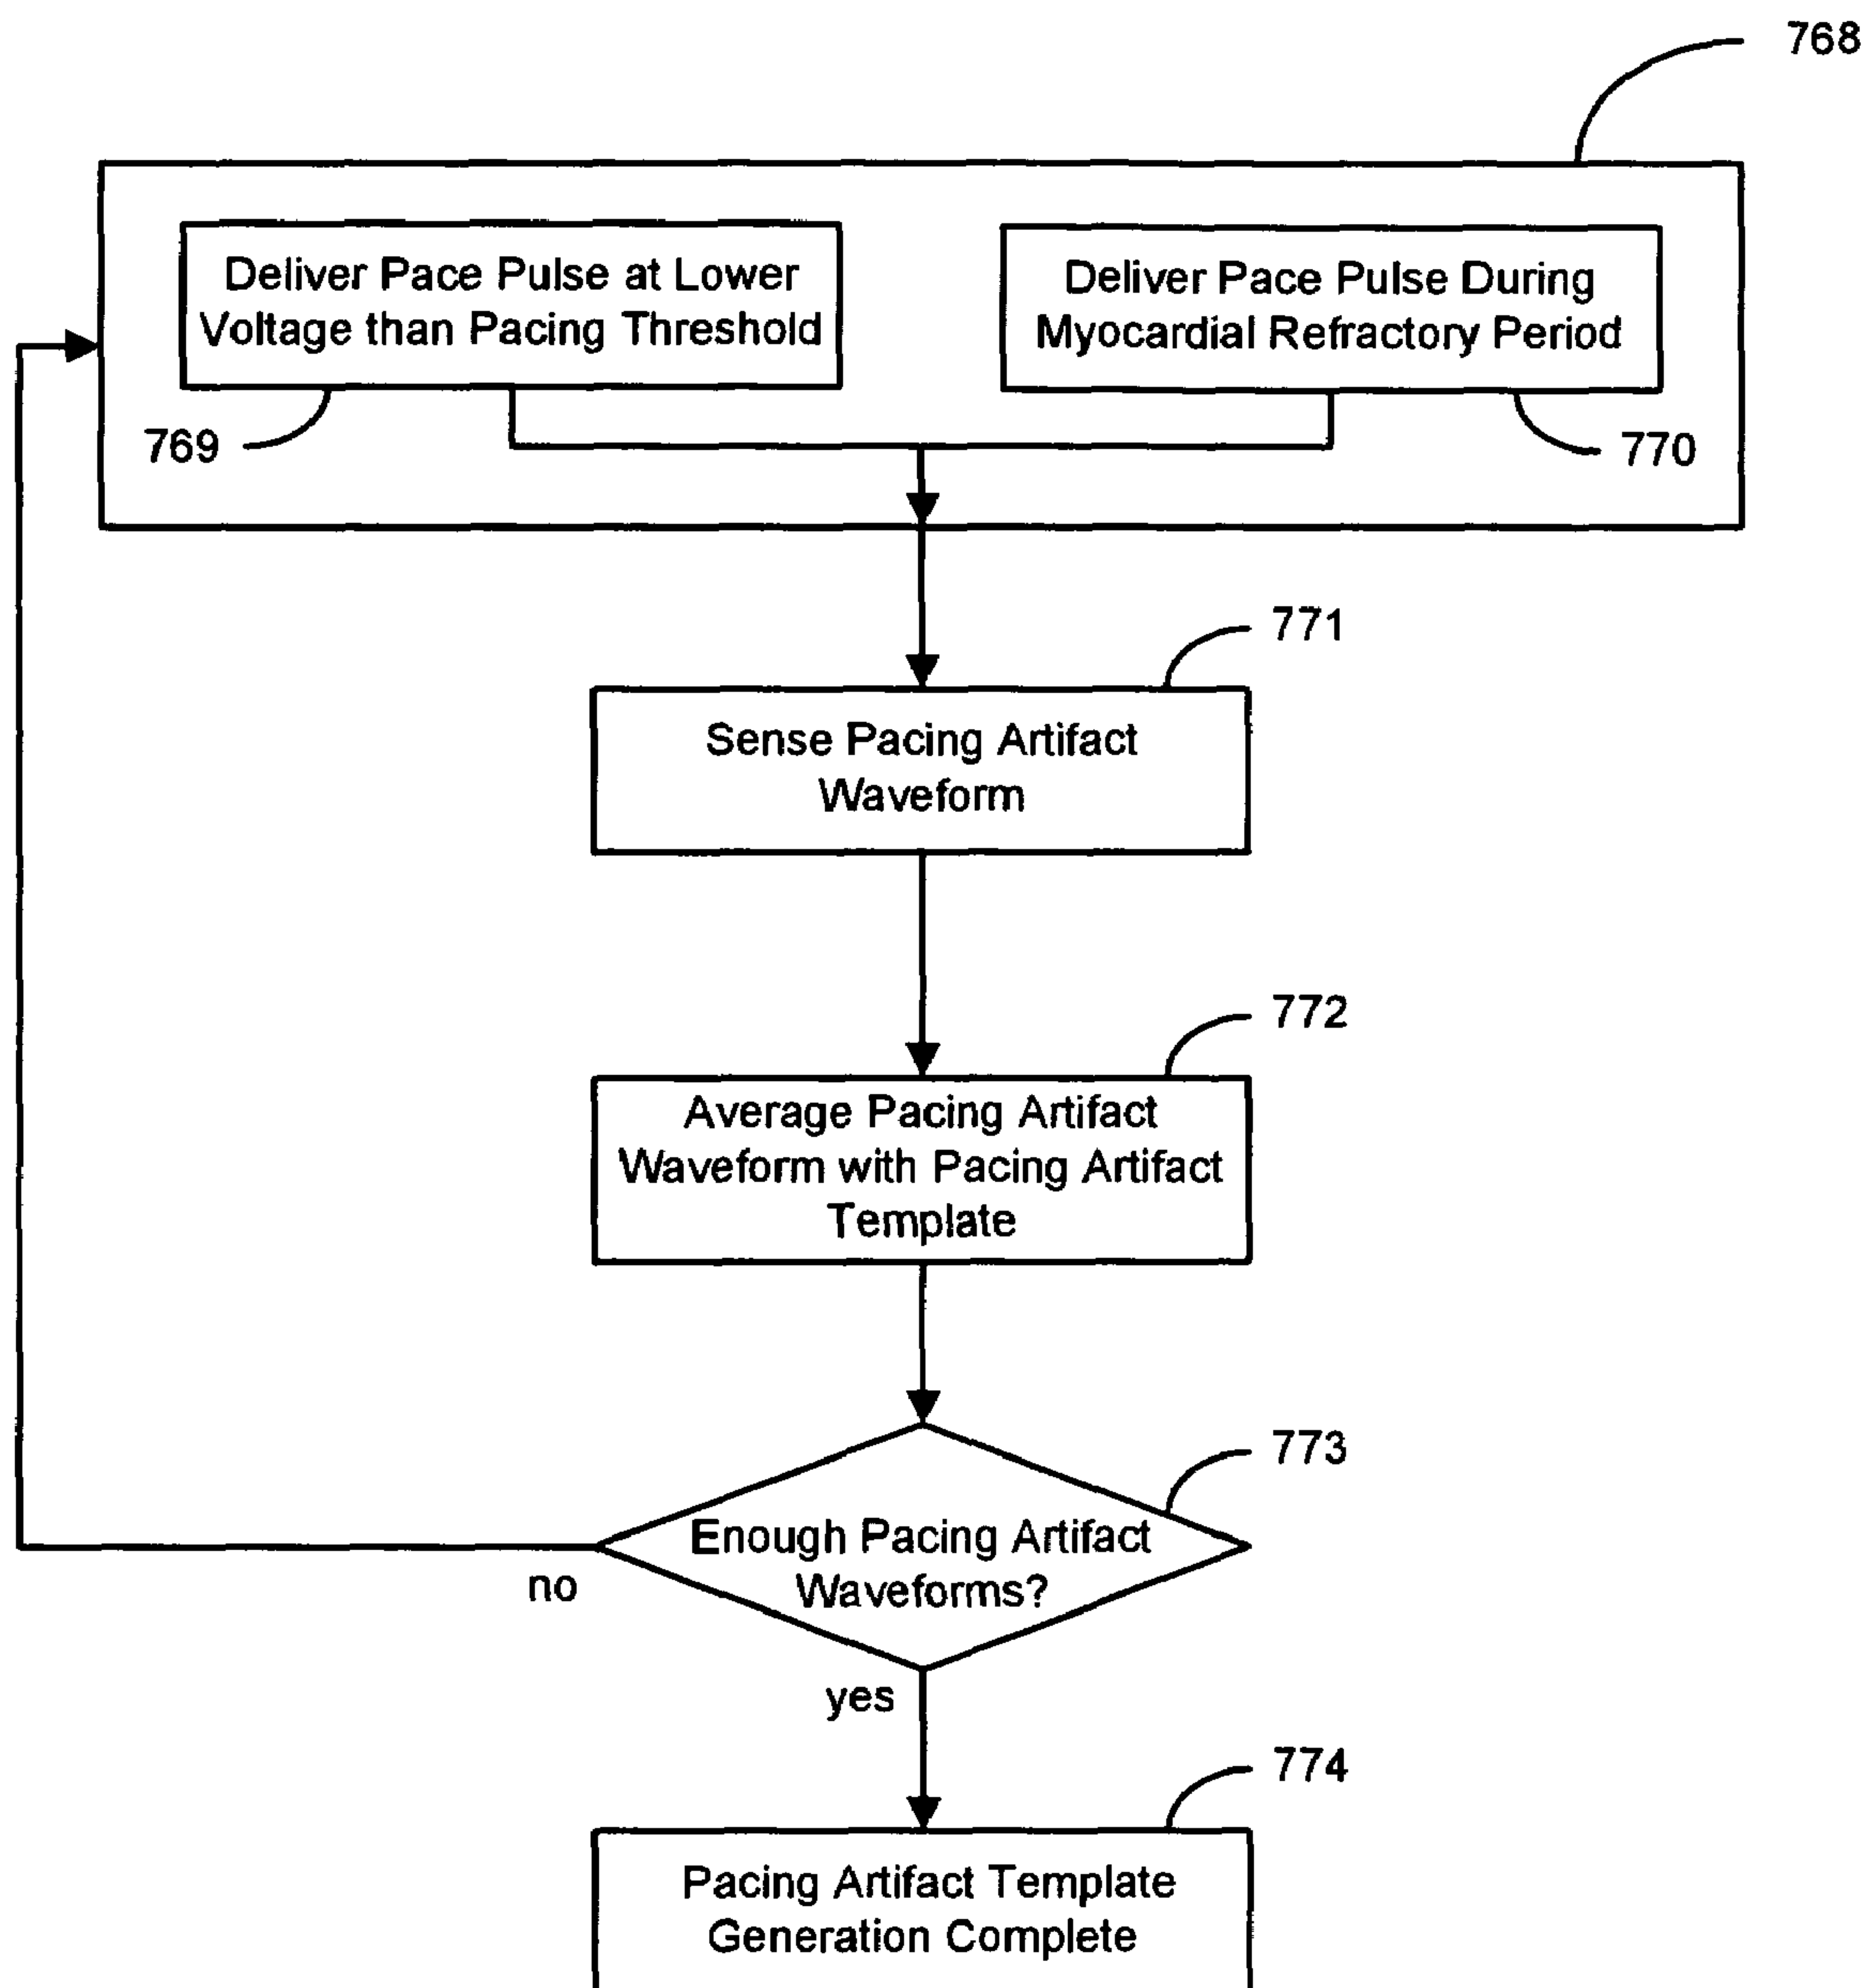 768
Deliver Pace Pulse at Lower
Voltage than Pacing Threshold
Deliver Pace Pulse During
Myocardial Refractory Period
769
770
771
Sense Pacing Artifact
Waveform
772
Average Pacing Artifact
Waveform with Pacing Artifact
Template
773
Enough Pacing Artifact
Waveforms?
no
yes
774
Pacing Artifact Template
Generation Complete